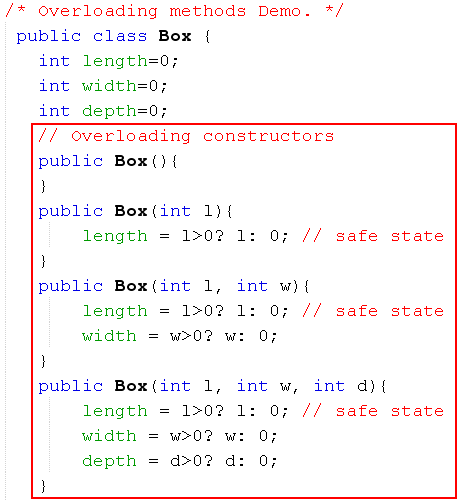 /* Overloading methods Demo. */
public class Box {
int length=0;
int width=0;
int depth=0;
// Overloading constructors
public Box(){
}
public Box(int l){
length = l>0? l: 0; // safe state
}
public Box(int l, int w){
length = l>0? l: 0; // safe state
width = w>0? w: 0;
}
public Box(int l, int w, int d){
length = l>0? l: 0; // safe state
width = w>0? w: 0;
depth = d>0? d: 0;
}